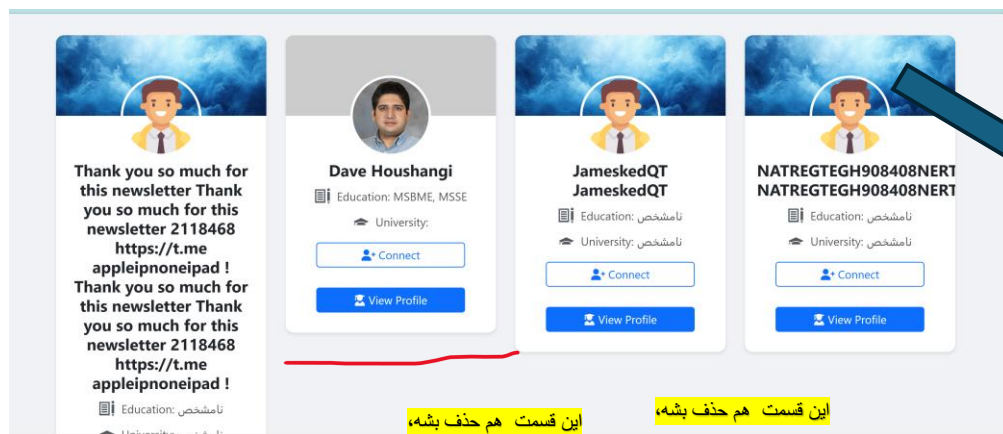 Thank you so much for
this newsletter Thank
you so much for this
newsletter 2118468
https://t.me
appleipnoneipad !
Thank you so much for
this newsletter Thank
you so much for this
newsletter 2118468
https://t.me
appleipnoneipad !
Education: نامشخص
Dave Houshangi
Education: MSBME, MSSE
University:
Connect
View Profile
JameskedQT
JameskedQT
Education: نامشخص
University: نامشخص
Connect
View Profile
NATREGTEGH908408NERT
NATREGTEGH908408NERT
Education: نامشخص
University: نامشخص
Connect
View Profile
این قسمت هم حذف بشه،
این قسمت هم حذف بشه،